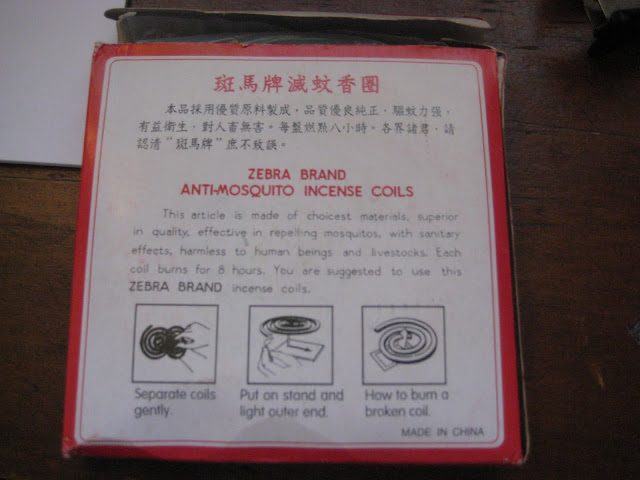 斑馬牌滅蚊香圈
本品採用優質原料製成。品質優良純正,驅蚊力强,
有益衛生,對人畜無害。每盤燃點八小時。各界諸君,請
認清“斑馬牌”庶不致誤。
ZEBRA BRAND
ANTI-MOSQUITO INCENSE COILS
This article is made of choicest materials, superior
in quality, effective in repelling mosquitos, with sanitary
effects, harmless to human beings and livestocks. Each
coil burns for 8 hours. You are suggested to use this
ZEBRA BRAND incense coils.
Separate coils
gently.
Put on stand and
light outer end.
How to burn a
broken coil.
MADE IN CHINA